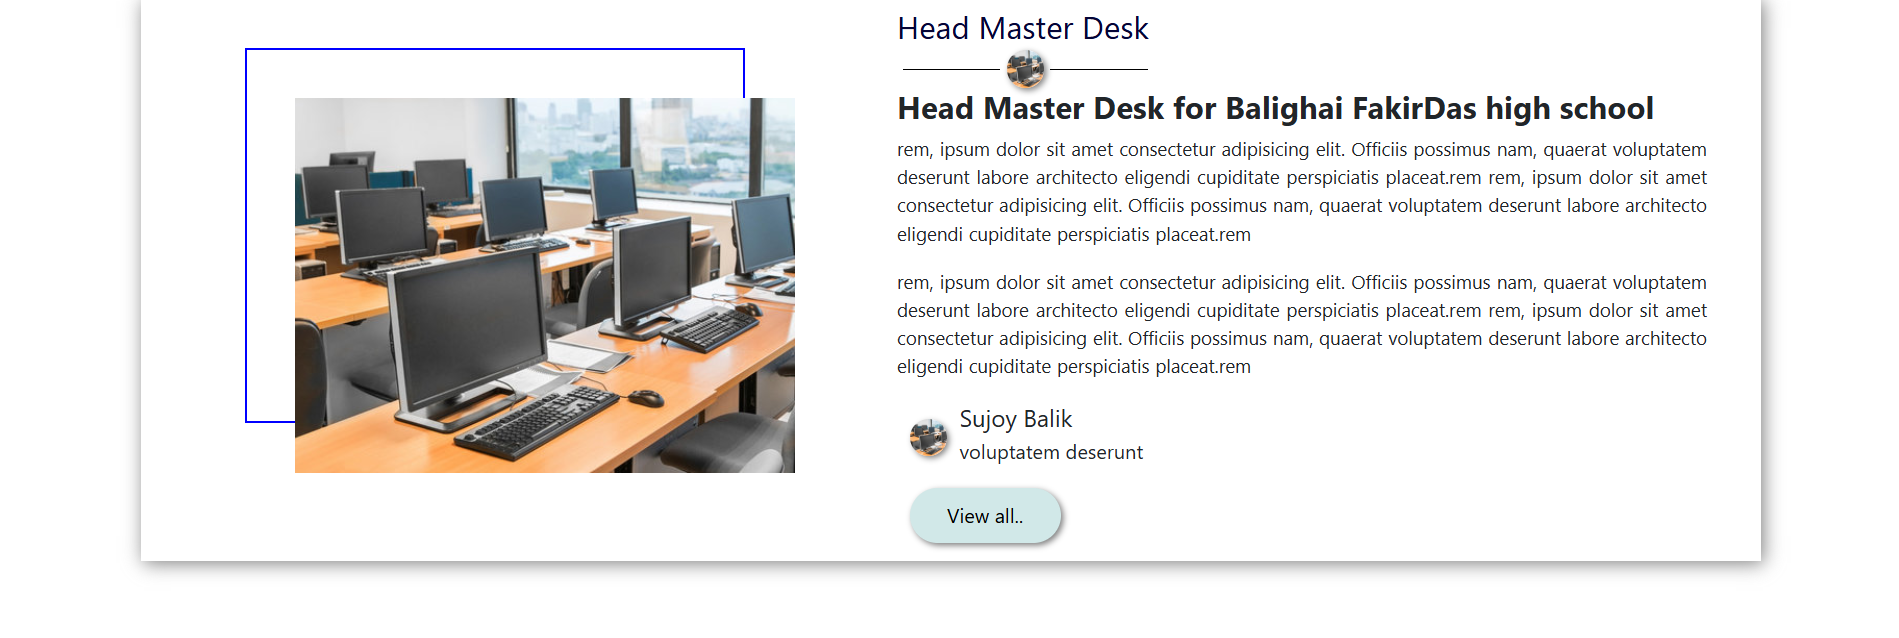 Head Master Desk
Head Master Desk for Balighai FakirDas high school
rem, ipsum dolor sit amet consectetur adipisicing elit. Officiis possimus nam, quaerat voluptatem
deserunt labore architecto eligendi cupiditate perspiciatis placeat.rem rem, ipsum dolor sit amet
consectetur adipisicing elit. Officiis possimus nam, quaerat voluptatem deserunt labore architecto
eligendi cupiditate perspiciatis placeat.rem
rem, ipsum dolor sit amet consectetur adipisicing elit. Officiis possimus nam, quaerat voluptatem
deserunt labore architecto eligendi cupiditate perspiciatis placeat.rem rem, ipsum dolor sit amet
consectetur adipisicing elit. Officiis possimus nam, quaerat voluptatem deserunt labore architecto
eligendi cupiditate perspiciatis placeat.rem
Sujoy Balik
voluptatem deserunt
View all..